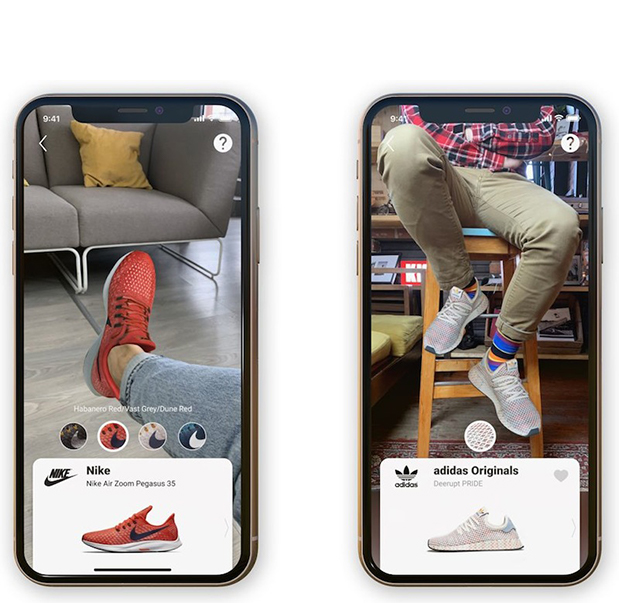 9:41
?
Habanero Red/Vast Grey/Dune Red
NIKE
Nike
Nike Air Zoom Pegasus 35
9:41
?
KI
adidas
adidas Originals
Deerupt PRIDE